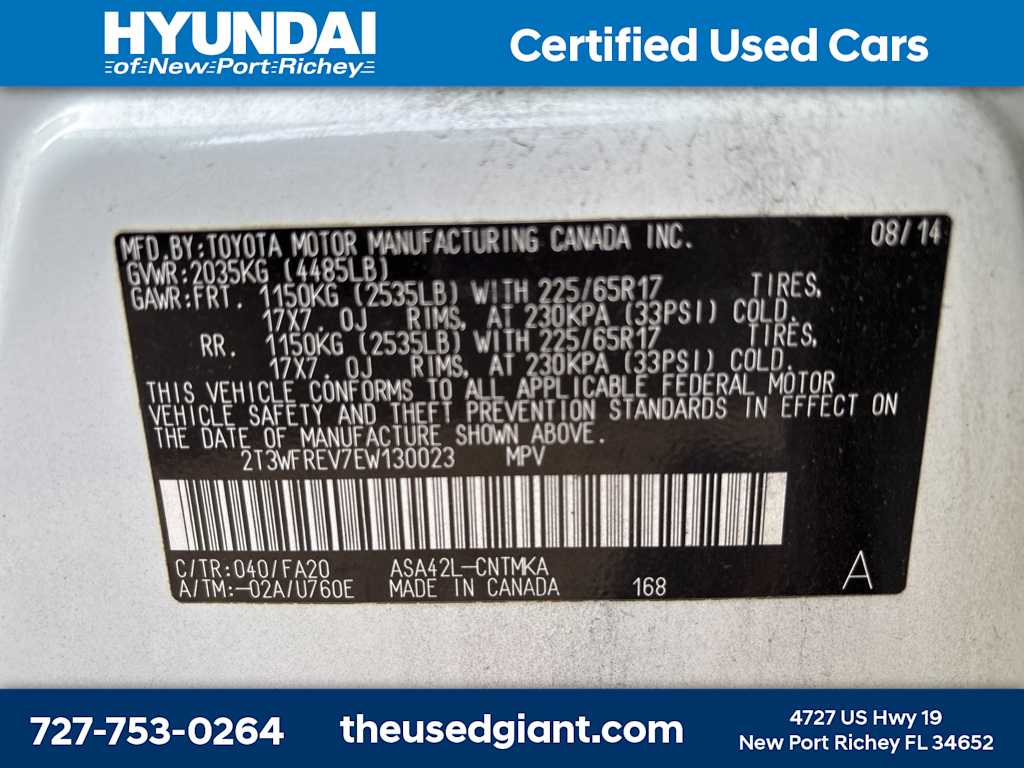 HYUNDAI
of New Port Richey
Certified Used Cars
MFD.BY:TOYOTA MOTOR MANUFACTURING CANADA INC. 08/14
GVWR:2035KG (4485LB)
GAWR:FRT. 1150KG (2535LB) WITH 225/65R17 TIRES,
17X7.0J RIMS, AT 230KPA (33PSI) COLD.
RR. 1150KG (2535LB) WITH 225/65R17 TIRES,
17X7.0J RIMS, AT 230KPA (33PSI) COLD.
THIS VEHICLE CONFORMS TO ALL APPLICABLE FEDERAL MOTOR
VEHICLE SAFETY AND THEFT PREVENTION STANDARDS IN EFFECT ON
THE DATE OF MANUFACTURE SHOWN ABOVE.
2T3WFREV7EW130023 MPV
C/TR:040/FA20 ASA42L-CNTMKA
A/TM:-02A/U760E MADE IN CANADA 168 A
727-753-0264
theusedgiant.com
4727 US Hwy 19
New Port Richey FL 34652